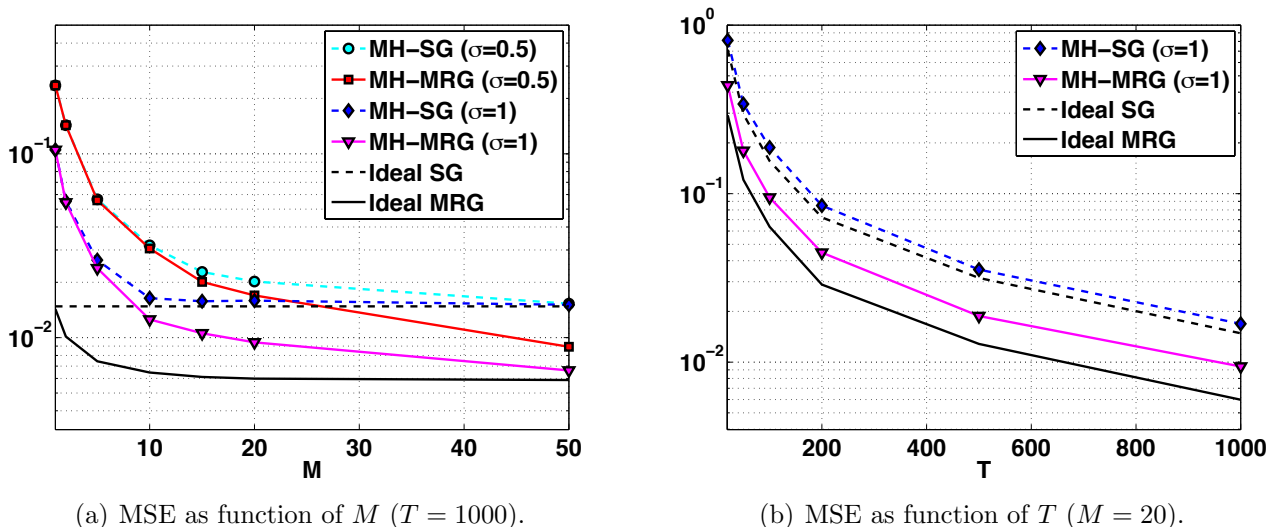 MH−SG (σ=0.5)
MH−MRG (σ=0.5)
MH−SG (σ=1)
MH−MRG (σ=1)
Ideal SG
Ideal MRG
10⁻¹
10⁻²
10 20 30 40 50
M
(a) MSE as function of M (T = 1000).
MH−SG (σ=1)
MH−MRG (σ=1)
Ideal SG
Ideal MRG
10⁰
10⁻¹
10⁻²
200 400 600 800 1000
T
(b) MSE as function of T (M = 20).